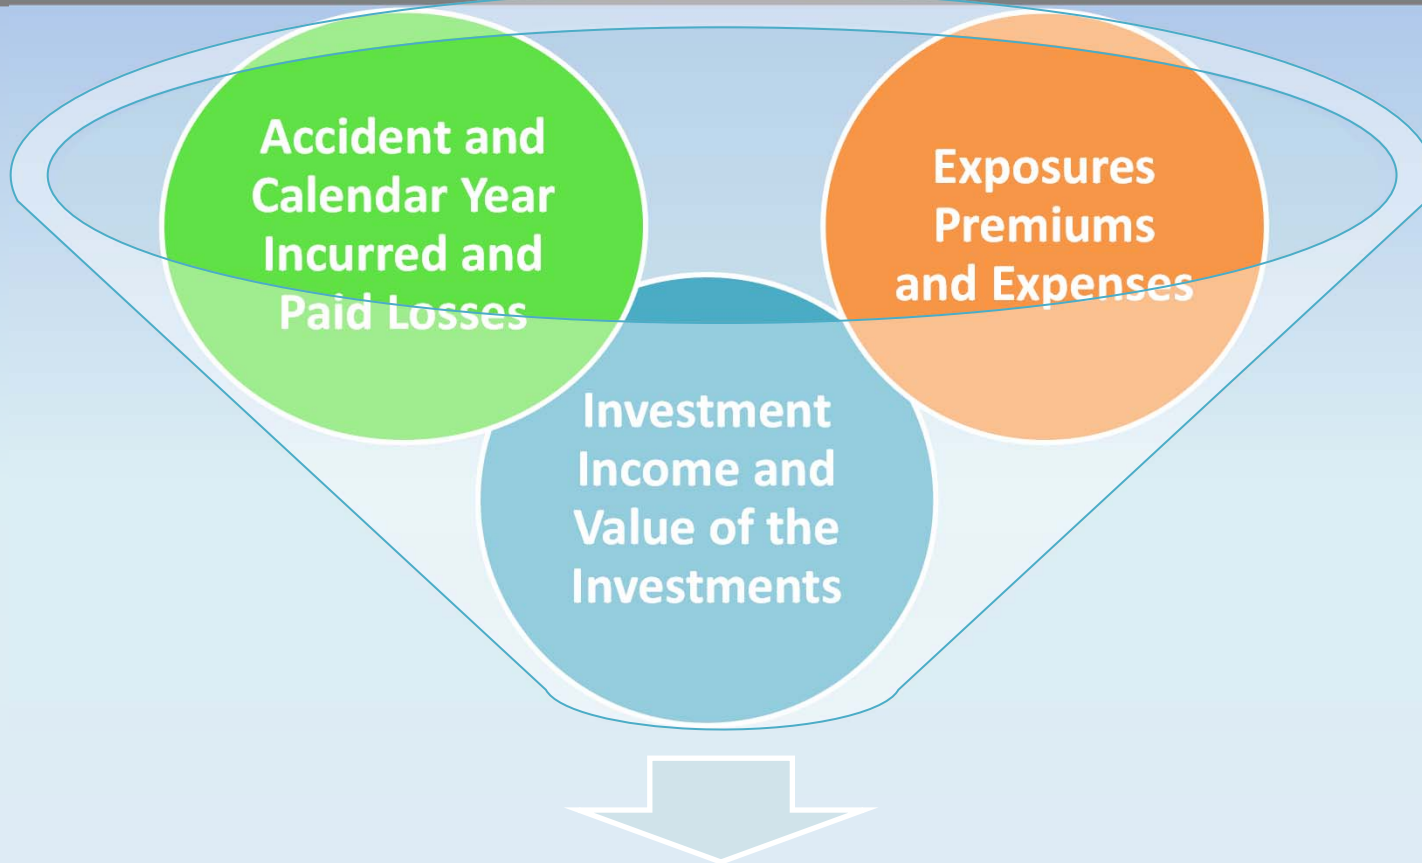 Accident and
Calendar Year
Incurred and
Paid Losses
Exposures
Premiums
and Expenses
Investment
Income and
Value of the
Investments